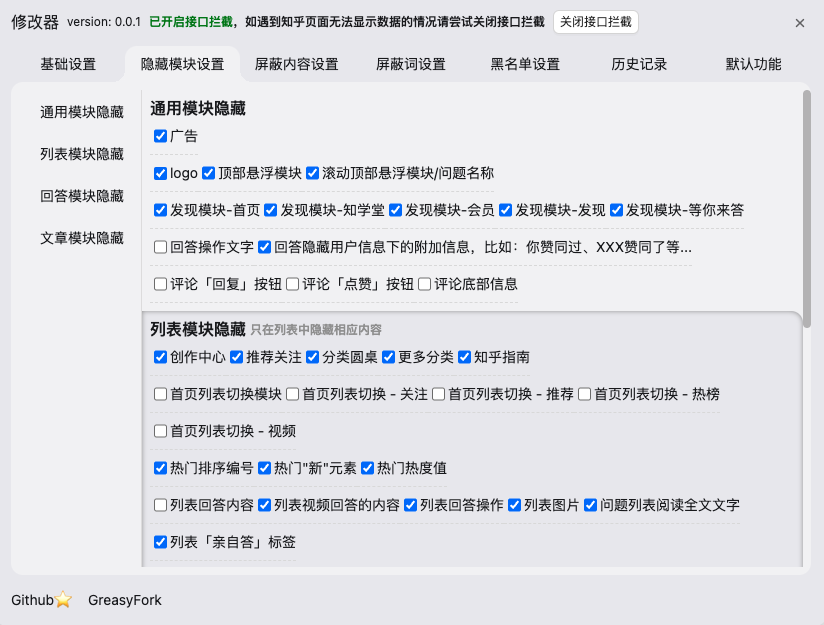 修改器 version: 0.0.1 已开启接口拦截，如遇到知乎页面无法显示数据的情况请尝试关闭接口拦截 关闭接口拦截 ×
基础设置 隐藏模块设置 屏蔽内容设置 屏蔽词设置 黑名单设置 历史记录 默认功能
通用模块隐藏
列表模块隐藏
回答模块隐藏
文章模块隐藏
通用模块隐藏
广告
logo 顶部悬浮模块 滚动顶部悬浮模块/问题名称
发现模块-首页 发现模块-知学堂 发现模块-会员 发现模块-发现 发现模块-等你来答
回答操作文字 回答隐藏用户信息下的附加信息，比如：你赞同过、XXX赞同了等...
评论「回复」按钮 评论「点赞」按钮 评论底部信息
列表模块隐藏 只在列表中隐藏相应内容
创作中心 推荐关注 分类圆桌 更多分类 知乎指南
首页列表切换模块 首页列表切换 - 关注 首页列表切换 - 推荐 首页列表切换 - 热榜
首页列表切换 - 视频
热门排序编号 热门"新"元素 热门热度值
列表回答内容 列表视频回答的内容 列表回答操作 列表图片 问题列表阅读全文文字
列表「亲自答」标签
Github⭐ GreasyFork